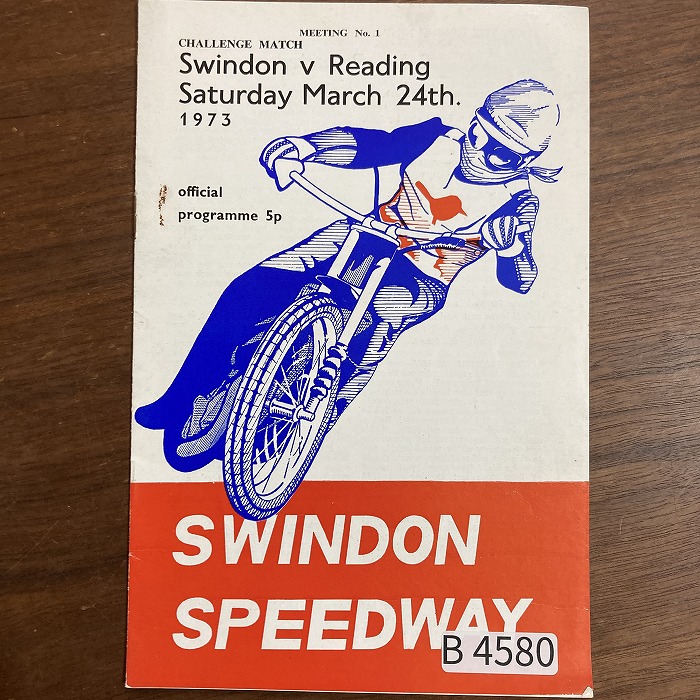 MEETING No. 1
CHALLENGE MATCH
Swindon v Reading
Saturday March 24th.
1973
official
programme 5p
SWINDON
SPEEDWAY
B 4580